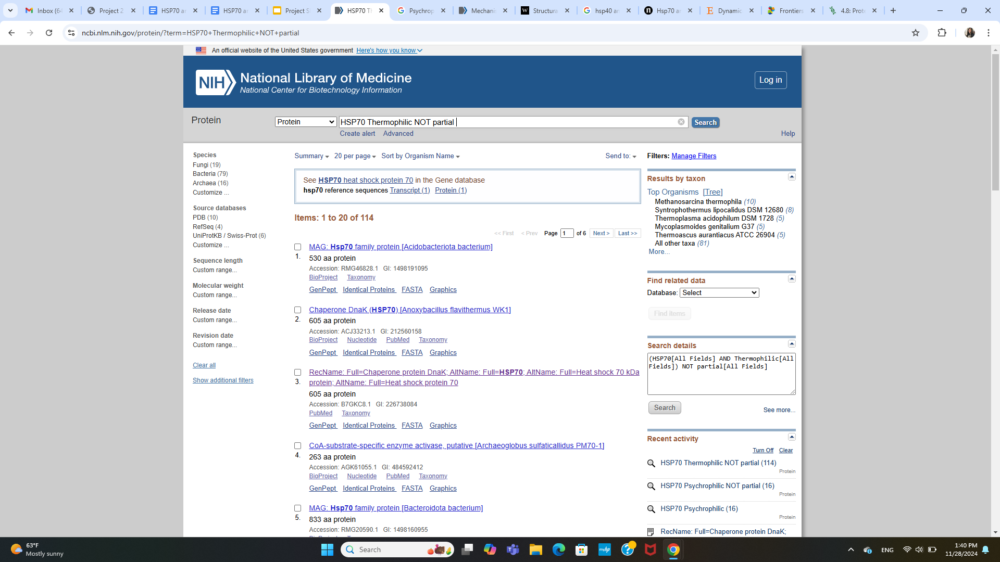 Inbox (64
Project 2
HSP70 ar
HSP70 ar
Project S
HSP70 Th
Psychrop
Mechani
Structura
hsp40 an
Hsp70 ar
Dynamic
Frontiers
4.8: Prote
ncbi.nlm.nih.gov/protein/?term=HSP70+Thermophilic+NOT+partial
An official website of the United States government Here's how you know
NIH National Library of Medicine
National Center for Biotechnology Information
Log in
Protein
Protein
HSP70 Thermophilic NOT partial
Search
Create alert Advanced
Help
Species
Fungi (19)
Bacteria (79)
Archaea (16)
Customize ...
Source databases
PDB (10)
RefSeq (4)
UniProtKB / Swiss-Prot (6)
Customize ...
Sequence length
Custom range...
Molecular weight
Custom range...
Release date
Custom range...
Revision date
Custom range...
Clear all
Show additional filters
Summary 20 per page Sort by Organism Name Send to:
See HSP70 heat shock protein 70 in the Gene database
hsp70 reference sequences Transcript (1) Protein (1)
Items: 1 to 20 of 114
<< First < Prev Page 1 of 6 Next > Last >>
MAG: Hsp70 family protein [Acidobacteriota bacterium]
1.
530 aa protein
Accession: RMG46828.1 GI: 1498191095
BioProject Taxonomy
GenPept Identical Proteins FASTA Graphics
Chaperone DnaK (HSP70) [Anoxybacillus flavithermus WK1]
2.
605 aa protein
Accession: ACJ33213.1 GI: 212560158
BioProject Nucleotide PubMed Taxonomy
GenPept Identical Proteins FASTA Graphics
RecName: Full=Chaperone protein DnaK; AltName: Full=HSP70; AltName: Full=Heat shock 70 kDa
3. protein; AltName: Full=Heat shock protein 70
605 aa protein
Accession: B7GKC8.1 GI: 226738084
PubMed Taxonomy
GenPept Identical Proteins FASTA Graphics
CoA-substrate-specific enzyme activase, putative [Archaeoglobus sulfaticallidus PM70-1]
4.
263 aa protein
Accession: AGK61055.1 GI: 484592412
BioProject Nucleotide PubMed Taxonomy
GenPept Identical Proteins FASTA Graphics
MAG: Hsp70 family protein [Bacteroidota bacterium]
5.
833 aa protein
Accession: RMG20590.1 GI: 1498160955
Filters: Manage Filters
Results by taxon
Top Organisms [Tree]
Methanosarcina thermophila (10)
Syntrophothermus lipocalidus DSM 12680 (8)
Thermoplasma acidophilum DSM 1728 (5)
Mycoplasmoides genitalium G37 (5)
Thermoascus aurantiacus ATCC 26904 (5)
All other taxa (81)
More...
Find related data
Database: Select
Find items
Search details
(HSP70[All Fields] AND Thermophilic[All
Fields]) NOT partial[All Fields]
Search
See more...
Recent activity
Turn Off Clear
HSP70 Thermophilic NOT partial (114)
Protein
HSP70 Psychrophilic NOT partial (16)
Protein
HSP70 Psychrophilic (16)
Protein
RecName: Full=Chaperone protein DnaK;
63°F
Mostly sunny
Search
myhp
ENG
1:40 PM
11/28/2024